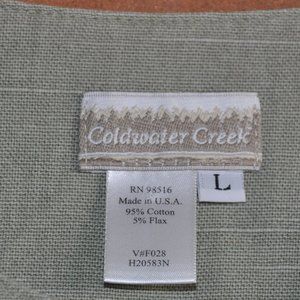 Coldwater Creek
L
RN 98516
Made in U.S.A.
95% Cotton
5% Flax
V#F028
H20583N